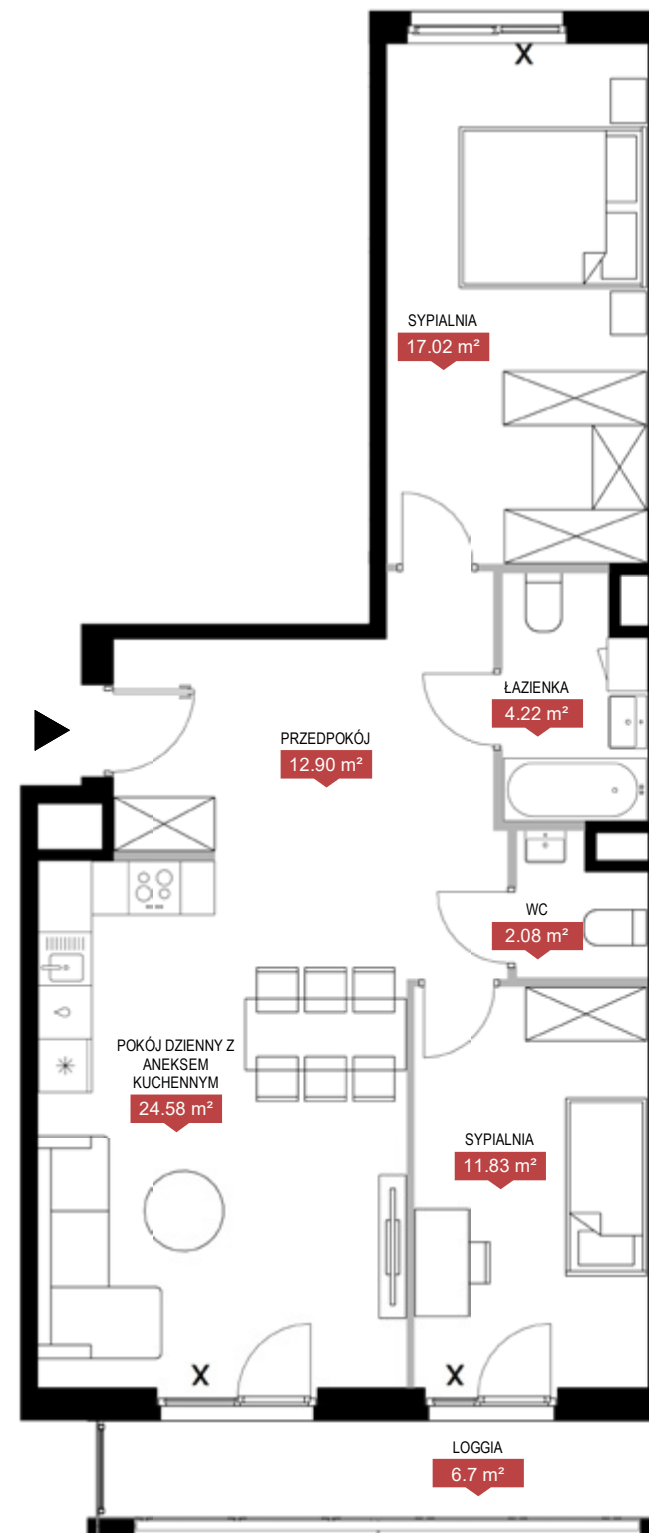 X
SYPIALNIA
17.02 m²
ŁAZIENKA
4.22 m²
PRZEDPOKÓJ
12.90 m²
WC
2.08 m²
POKÓJ DZIENNY Z
ANEKSEM
KUCHENNYM
24.58 m²
SYPIALNIA
11.83 m²
X
X
LOGGIA
6.7 m²